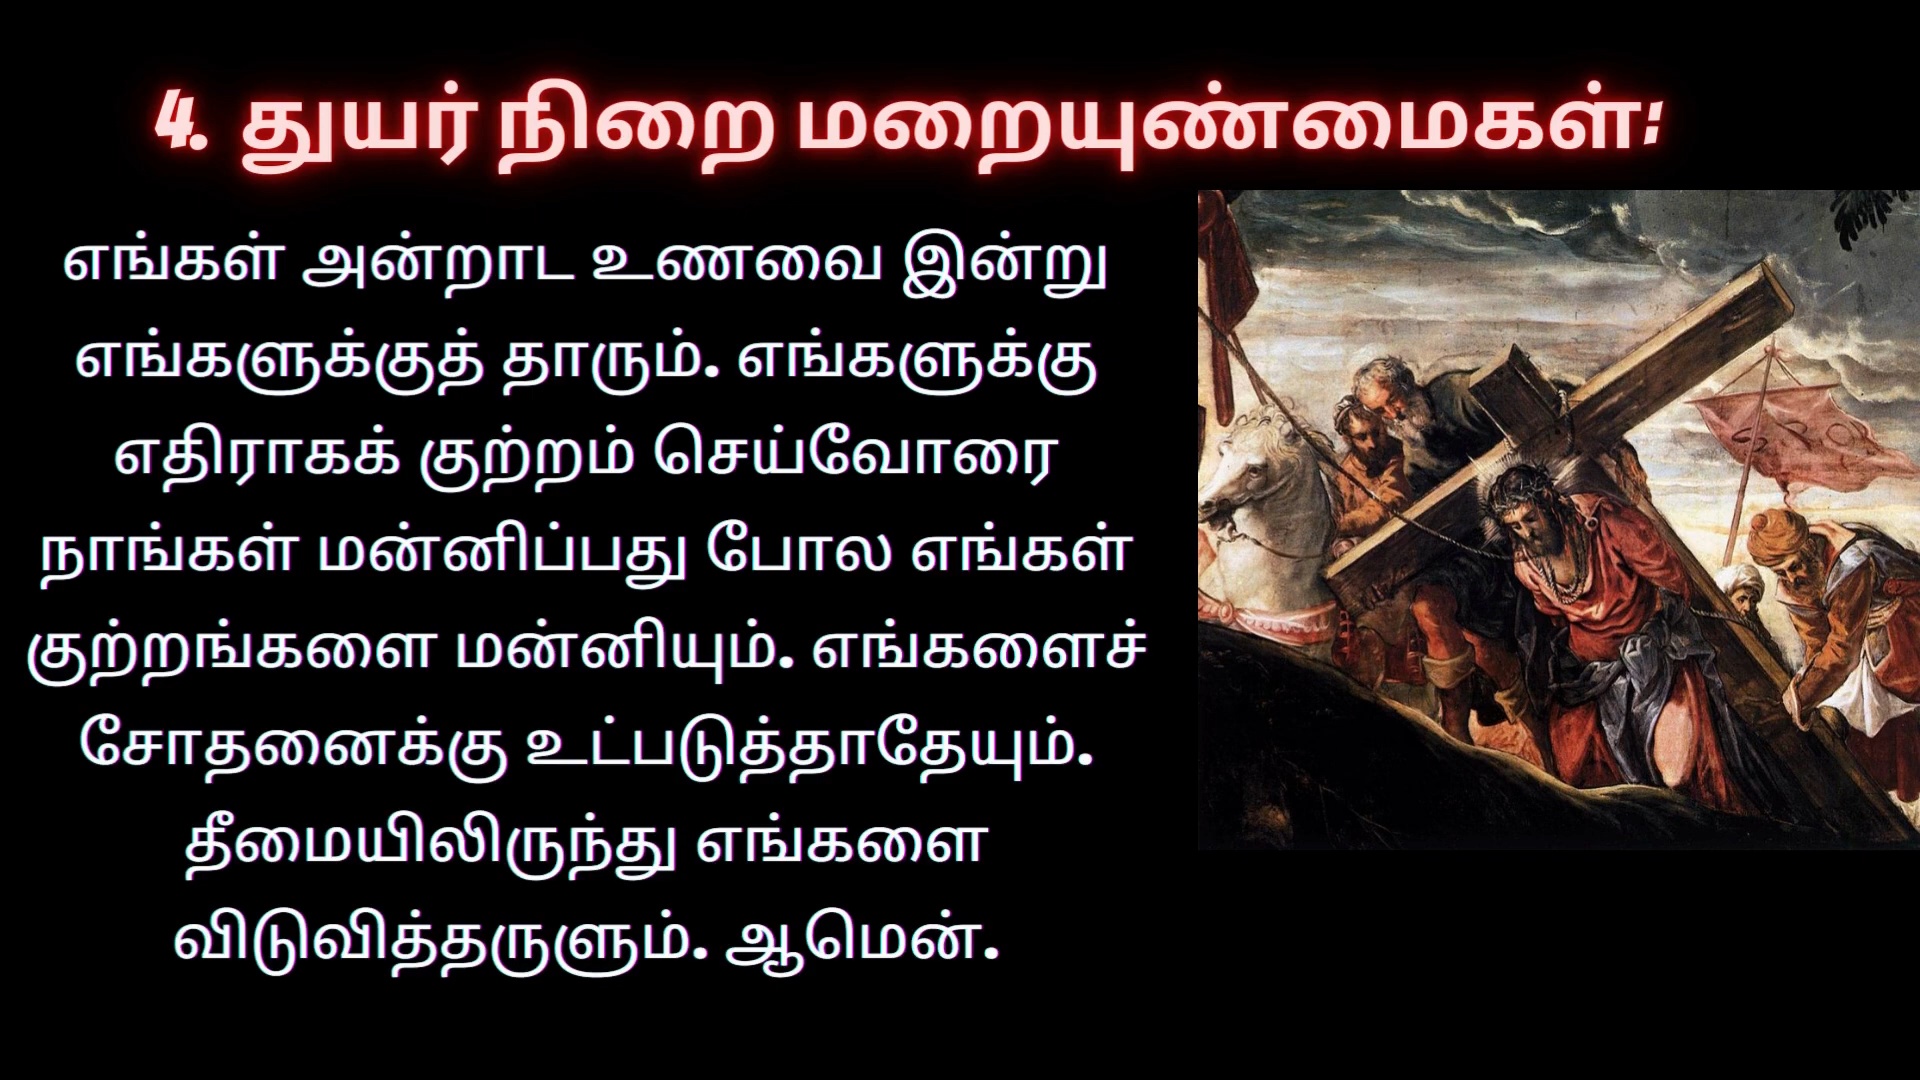 4. துயர் நிறை மறையுண்மைகள்:
எங்கள் அன்றாட உணவை இன்று
எங்களுக்குத் தாரும். எங்களுக்கு
எதிராகக் குற்றம் செய்வோரை
நாங்கள் மன்னிப்பது போல எங்கள்
குற்றங்களை மன்னியும். எங்களைச்
சோதனைக்கு உட்படுத்தாதேயும்.
தீமையிலிருந்து எங்களை
விடுவித்தருளும். ஆமென்.